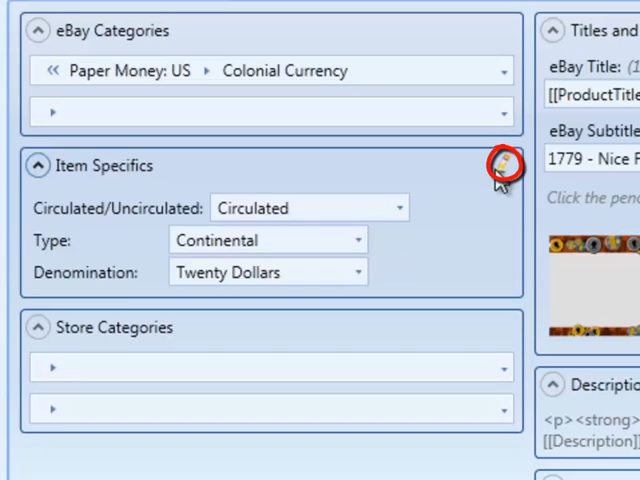 eBay Categories
Paper Money: US Colonial Currency
Item Specifics
Circulated/Uncirculated: Circulated
Type: Continental
Denomination: Twenty Dollars
Store Categories
Titles and
eBay Title: (1
[[ProductTitle
eBay Subtitle
1779 - Nice F
Click the penc
Descriptio
<p><strong>
[[Description]]